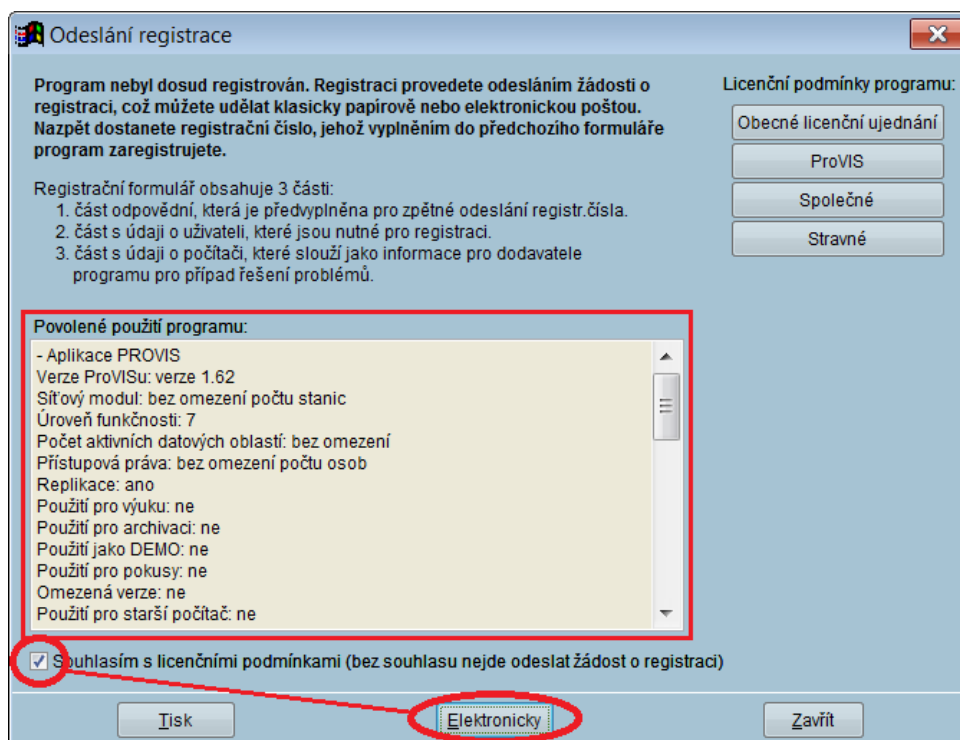 Odeslání registrace
Program nebyl dosud registrován. Registraci provedete odesláním žádosti o
registraci, což můžete udělat klasicky papírově nebo elektronickou poštou.
Nazpět dostanete registrační číslo, jehož vyplněním do předchozího formuláře
program zaregistrujete.
Registrační formulář obsahuje 3 části:
1. část odpovědní, která je předvyplněna pro zpětné odeslání registr.čísla.
2. část s údaji o uživateli, které jsou nutné pro registraci.
3. část s údaji o počítači, které slouží jako informace pro dodavatele
programu pro případ řešení problémů.
Licenční podmínky programu:
Obecné licenční ujednání
ProVIS
Společné
Stravné
Povolené použití programu:
- Aplikace PROVIS
Verze ProVISu: verze 1.62
Síťový modul: bez omezení počtu stanic
Úroveň funkčnosti: 7
Počet aktivních datových oblastí: bez omezení
Přístupová práva: bez omezení počtu osob
Replikace: ano
Použití pro výuku: ne
Použití pro archivaci: ne
Použití jako DEMO: ne
Použití pro pokusy: ne
Omezená verze: ne
Použití pro starší počítač: ne
Souhlasím s licenčními podmínkami (bez souhlasu nejde odeslat žádost o registraci)
Tisk
Elektronicky
Zavřít